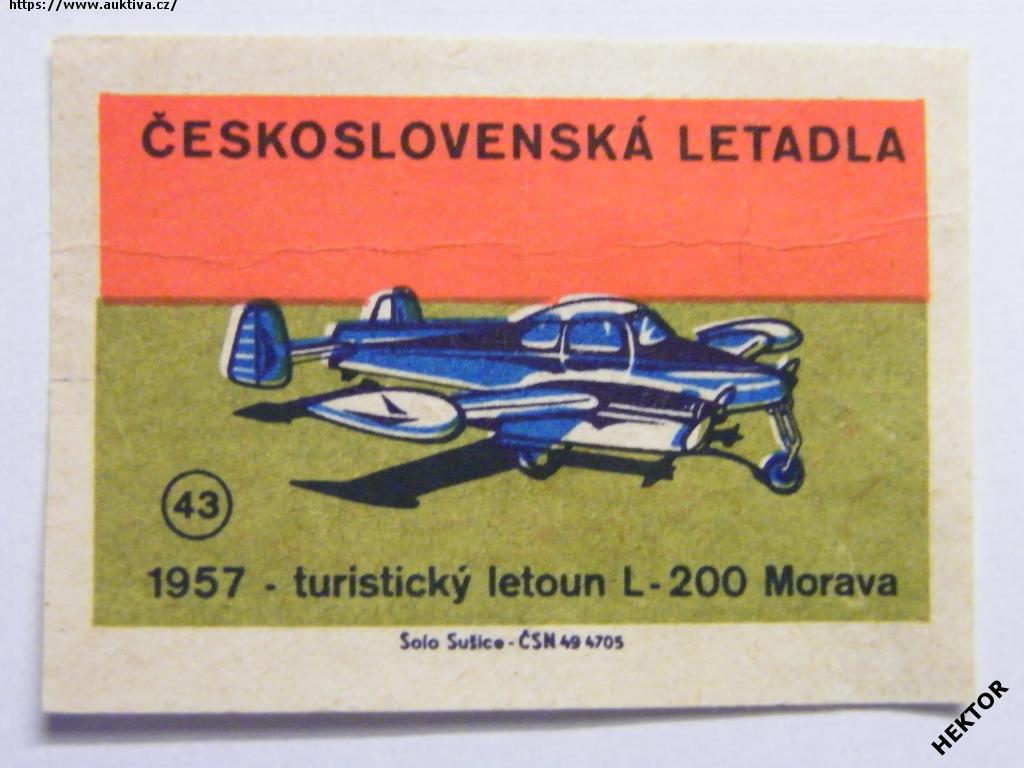 https://www.auktiva.cz/
ČESKOSLOVENSKÁ LETADLA
43
1957 - turistický letoun L-200 Morava
Solo Sušice - ČSN 49 4705
HEKTOR